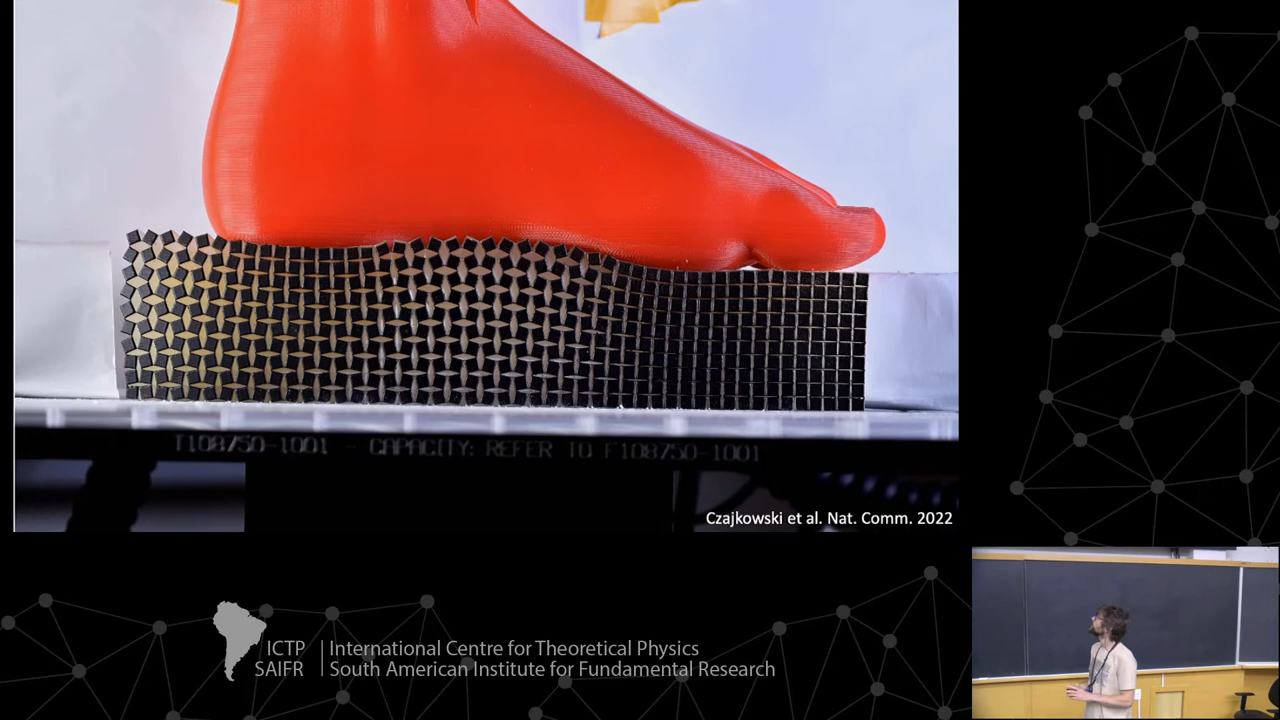 T108750-1001 - CAPACITY: REFER TO F108750-1001
Czajkowski et al. Nat. Comm. 2022
ICTP
SAIFR
International Centre for Theoretical Physics
South American Institute for Fundamental Research